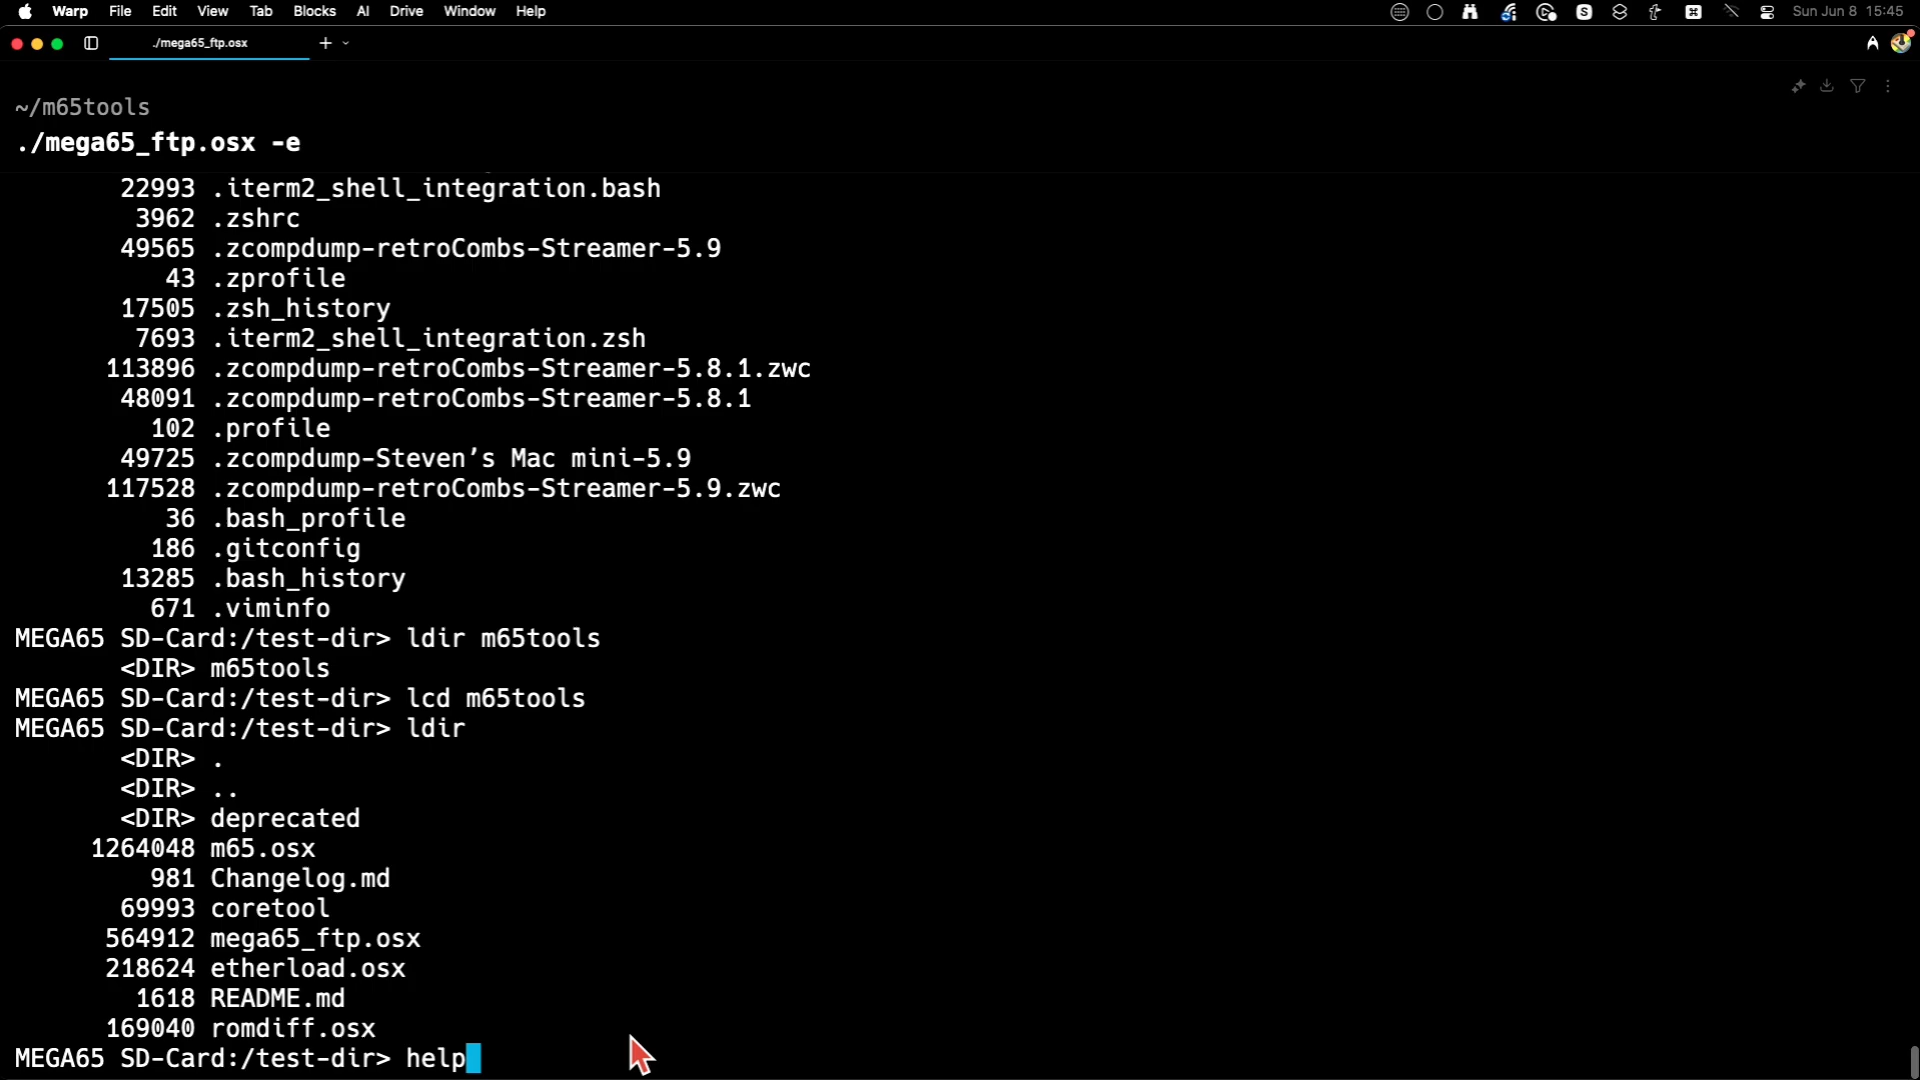 Warp File Edit View Tab Blocks AI Drive Window Help Sun Jun 8 15:45
./mega65_ftp.osx
~/m65tools
./mega65_ftp.osx -e
22993 .iterm2_shell_integration.bash
3962 .zshrc
49565 .zcompdump-retroCombs-Streamer-5.9
43 .zprofile
17505 .zsh_history
7693 .iterm2_shell_integration.zsh
113896 .zcompdump-retroCombs-Streamer-5.8.1.zwc
48091 .zcompdump-retroCombs-Streamer-5.8.1
102 .profile
49725 .zcompdump-Steven’s Mac mini-5.9
117528 .zcompdump-retroCombs-Streamer-5.9.zwc
36 .bash_profile
186 .gitconfig
13285 .bash_history
671 .viminfo
MEGA65 SD-Card:/test-dir> ldir m65tools
<DIR> m65tools
MEGA65 SD-Card:/test-dir> lcd m65tools
MEGA65 SD-Card:/test-dir> ldir
<DIR> .
<DIR> ..
<DIR> deprecated
1264048 m65.osx
981 Changelog.md
69993 coretool
564912 mega65_ftp.osx
218624 etherload.osx
1618 README.md
169040 romdiff.osx
MEGA65 SD-Card:/test-dir> help